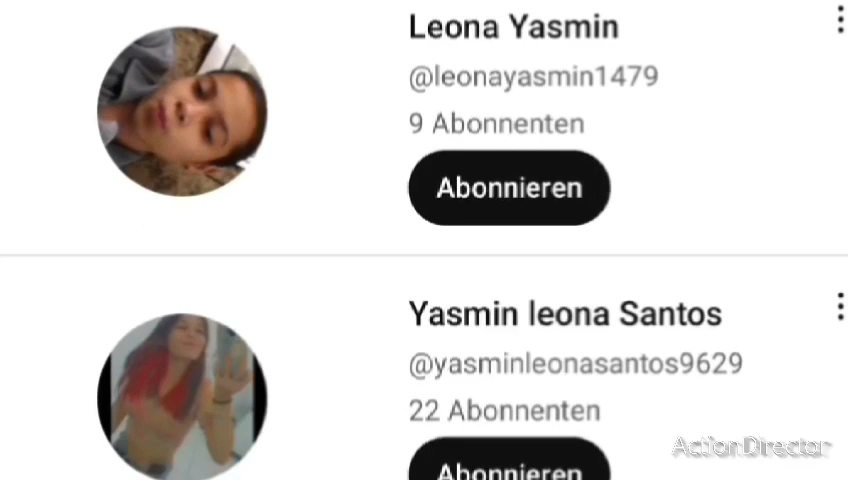 Leona Yasmin
@leonayasmin1479
9 Abonnenten
Abonnieren
Yasmin leona Santos
@yasminleonasantos9629
22 Abonnenten
Abonnieren
ActionDirector